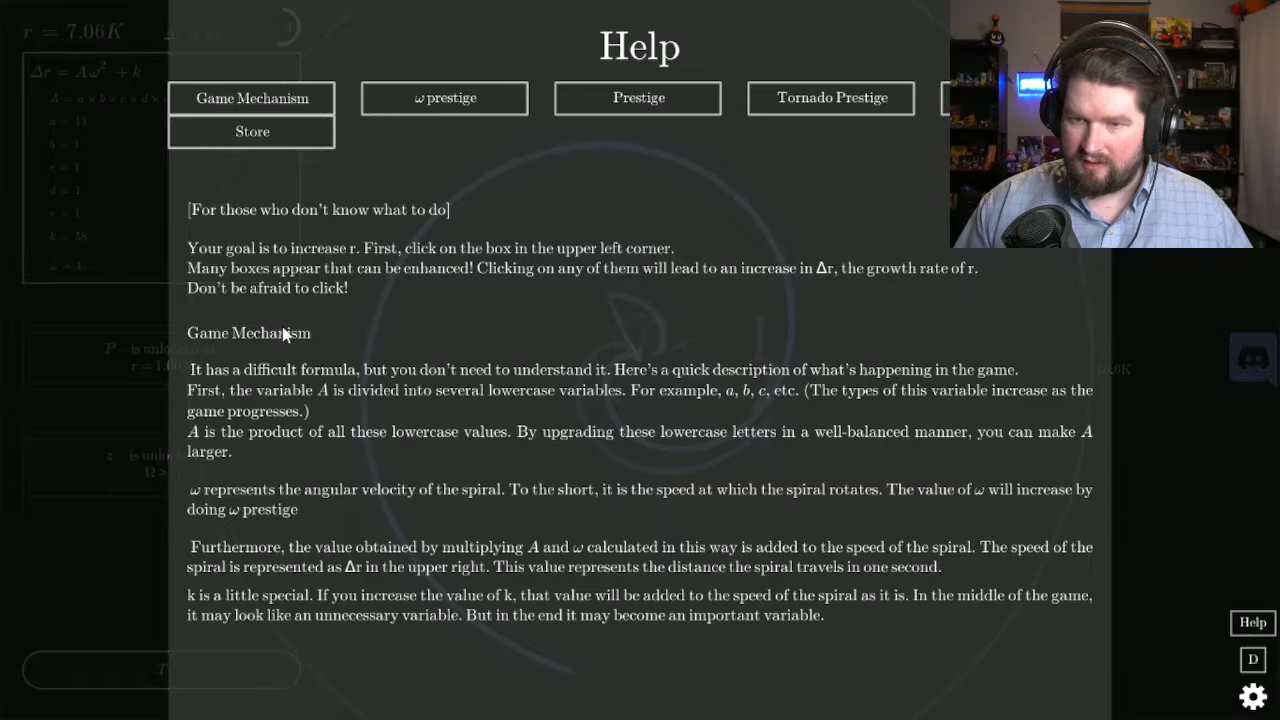 r = 7.06K
Δr = Aω² + k
Help
Game Mechanism
ω prestige
Prestige
Tornado Prestige
Store
A = a × b × c × d ×
a = 41
b = 1
c = 1
d = 1
e = 1
k = 58
[For those who don't know what to do]
Your goal is to increase r. First, click on the box in the upper left corner.
Many boxes appear that can be enhanced! Clicking on any of them will lead to an increase in Δr, the growth rate of r.
Don't be afraid to click!
Game Mechanism
P is unlocked at
r = 1.00
It has a difficult formula, but you don't need to understand it. Here's a quick description of what's happening in the game.
First, the variable A is divided into several lowercase variables. For example, a, b, c, etc. (The types of this variable increase as the
game progresses.)
A is the product of all these lowercase values. By upgrading these lowercase letters in a well-balanced manner, you can make A
larger.
z is
Ω >
ω represents the angular velocity of the spiral. To the short, it is the speed at which the spiral rotates. The value of ω will increase by
doing ω prestige
Furthermore, the value obtained by multiplying A and ω calculated in this way is added to the speed of the spiral. The speed of the
spiral is represented as Δr in the upper right. This value represents the distance the spiral travels in one second.
k is a little special. If you increase the value of k, that value will be added to the speed of the spiral as it is. In the middle of the game,
it may look like an unnecessary variable. But in the end it may become an important variable.
Help
D
T